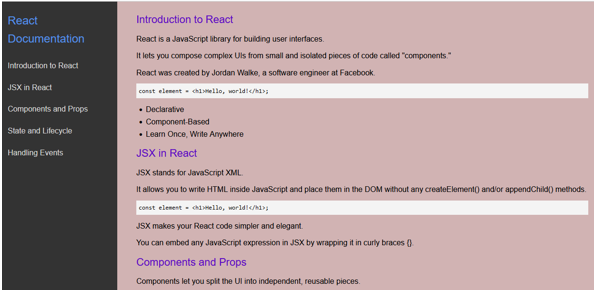 React
Documentation
Introduction to React
JSX in React
Components and Props
State and Lifecycle
Handling Events
Introduction to React
React is a JavaScript library for building user interfaces.
It lets you compose complex UIs from small and isolated pieces of code called "components."
React was created by Jordan Walke, a software engineer at Facebook.
const element = <h1>Hello, world!</h1>;
Declarative
Component-Based
Learn Once, Write Anywhere
JSX in React
JSX stands for JavaScript XML.
It allows you to write HTML inside JavaScript and place them in the DOM without any createElement() and/or appendChild() methods.
const element = <h1>Hello, world!</h1>;
JSX makes your React code simpler and elegant.
You can embed any JavaScript expression in JSX by wrapping it in curly braces {}.
Components and Props
Components let you split the UI into independent, reusable pieces.